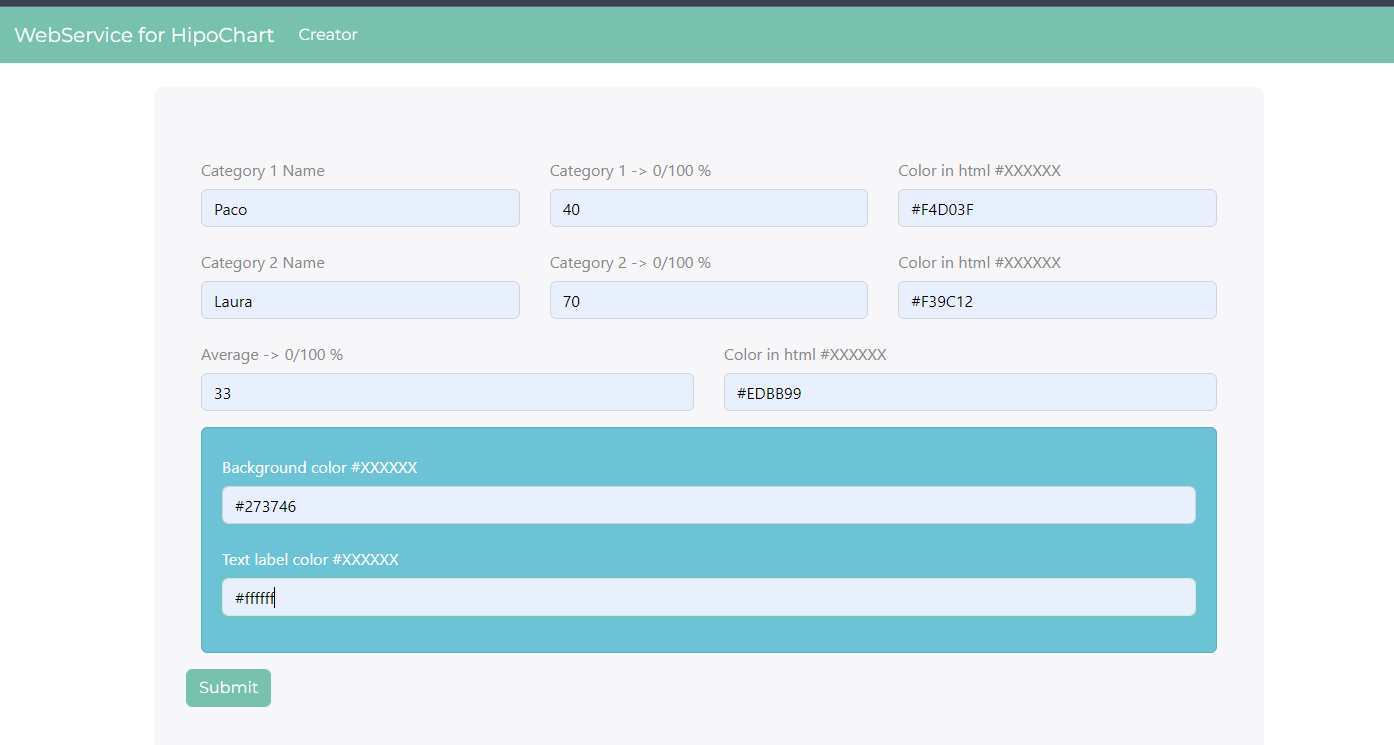 WebService for HipoChart Creator
Category 1 Name Category 1 -> 0/100 % Color in html #XXXXXX
Paco 40 #F4D03F
Category 2 Name Category 2 -> 0/100 % Color in html #XXXXXX
Laura 70 #F39C12
Average -> 0/100 % Color in html #XXXXXX
33 #EDBB99
Background color #XXXXXX
#273746
Text label color #XXXXXX
#ffffff
Submit